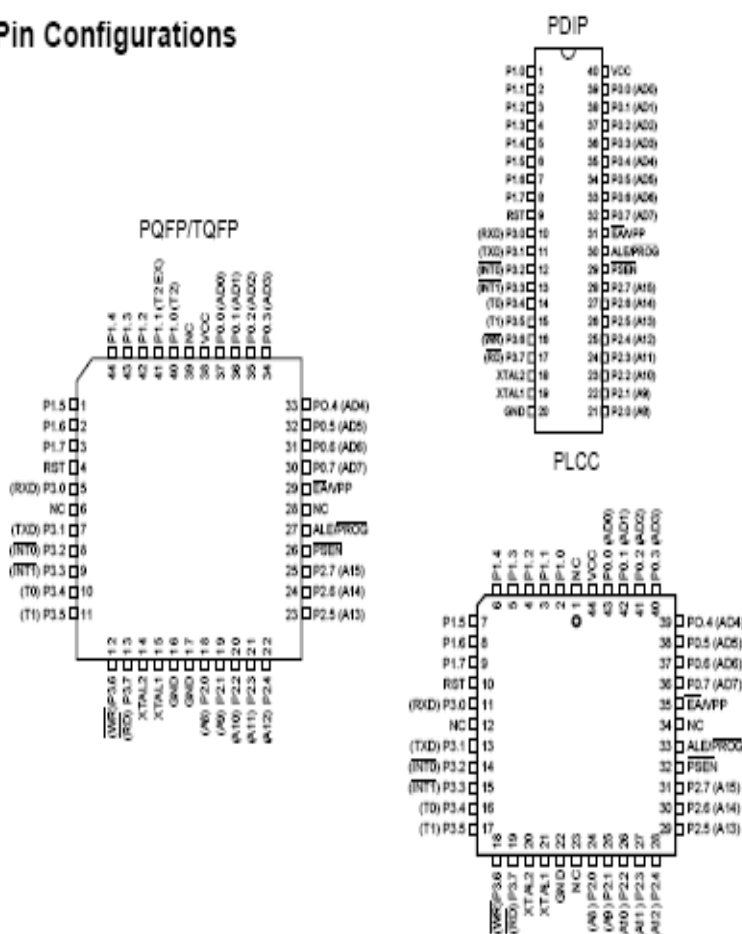 Pin Configurations
PDIP
P1.0 1 40 VCC
P1.1 2 39 P0.0 (AD0)
P1.2 3 38 P0.1 (AD1)
P1.3 4 37 P0.2 (AD2)
P1.4 5 36 P0.3 (AD3)
P1.5 6 35 P0.4 (AD4)
P1.6 7 34 P0.5 (AD5)
P1.7 8 33 P0.6 (AD6)
RST 9 32 P0.7 (AD7)
(RXD) P3.0 10 31 EA/VPP
(TXD) P3.1 11 30 ALE/PROG
(INT0) P3.2 12 29 PSEN
(INT1) P3.3 13 28 P2.7 (A15)
(T0) P3.4 14 27 P2.6 (A14)
(T1) P3.5 15 26 P2.5 (A13)
(WR) P3.6 16 25 P2.4 (A12)
(RD) P3.7 17 24 P2.3 (A11)
XTAL2 18 23 P2.2 (A10)
XTAL1 19 22 P2.1 (A9)
GND 20 21 P2.0 (A8)
PQFP/TQFP
P1.4 P1.3 P1.2 P1.1 (T2 EX) P1.0 (T2) NC VCC P0.0 (AD0) P0.1 (AD1) P0.2 (AD2) P0.3 (AD3)
44 43 42 41 40 39 38 37 36 35 34
P1.5 1 33 P0.4 (AD4)
P1.6 2 32 P0.5 (AD5)
P1.7 3 31 P0.6 (AD6)
RST 4 30 P0.7 (AD7)
(RXD) P3.0 5 29 EA/VPP
NC 6 28 NC
(TXD) P3.1 7 27 ALE/PROG
(INT0) P3.2 8 26 PSEN
(INT1) P3.3 9 25 P2.7 (A15)
(T0) P3.4 10 24 P2.6 (A14)
(T1) P3.5 11 23 P2.5 (A13)
12 13 14 15 16 17 18 19 20 21 22
(WR) P3.6 (RD) P3.7 XTAL2 XTAL1 GND GND (A8) P2.0 (A9) P2.1 (A10) P2.2 (A11) P2.3 (A12) P2.4
PLCC
P1.4 P1.3 P1.2 P1.1 P1.0 NC VCC P0.0 (AD0) P0.1 (AD1) P0.2 (AD2) P0.3 (AD3)
6 5 4 3 2 1 44 43 42 41 40
P1.5 7 39 P0.4 (AD4
P1.6 8 38 P0.5 (AD5)
P1.7 9 37 P0.6 (AD6)
RST 10 36 P0.7 (AD7)
(RXD) P3.0 11 35 EA/VPP
NC 12 34 NC
(TXD) P3.1 13 33 ALE/PROG
(INT0) P3.2 14 32 PSEN
(INT1) P3.3 15 31 P2.7 (A15)
(T0) P3.4 16 30 P2.6 (A14)
(T1) P3.5 17 29 P2.5 (A13)
18 19 20 21 22 23 24 25 26 27 28
(WR) P3.6 (RD) P3.7 XTAL2 XTAL1 GND NC (A8) P2.0 (A9) P2.1 A10) P2.2 A11) P2.3 A12) P2.4